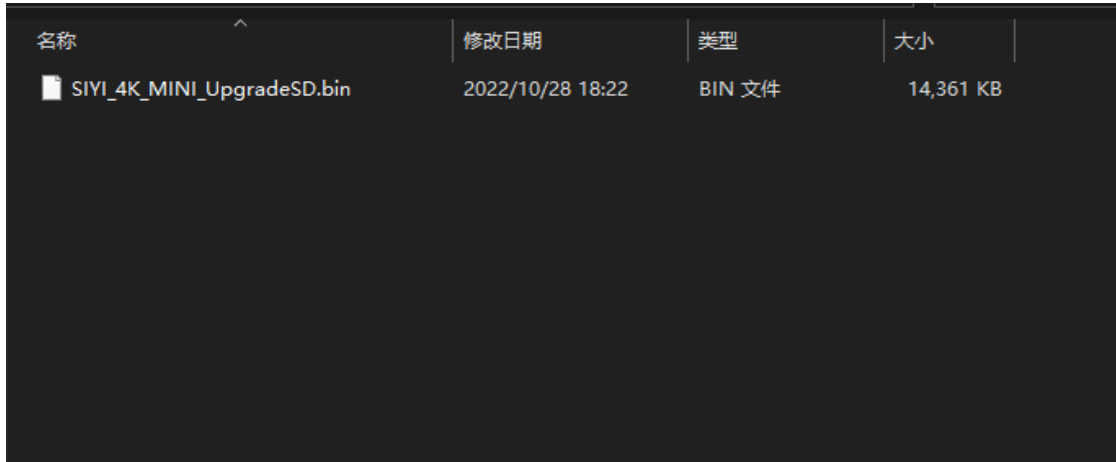 名称 修改日期 类型 大小
SIYI_4K_MINI_UpgradeSD.bin 2022/10/28 18:22 BIN 文件 14,361 KB